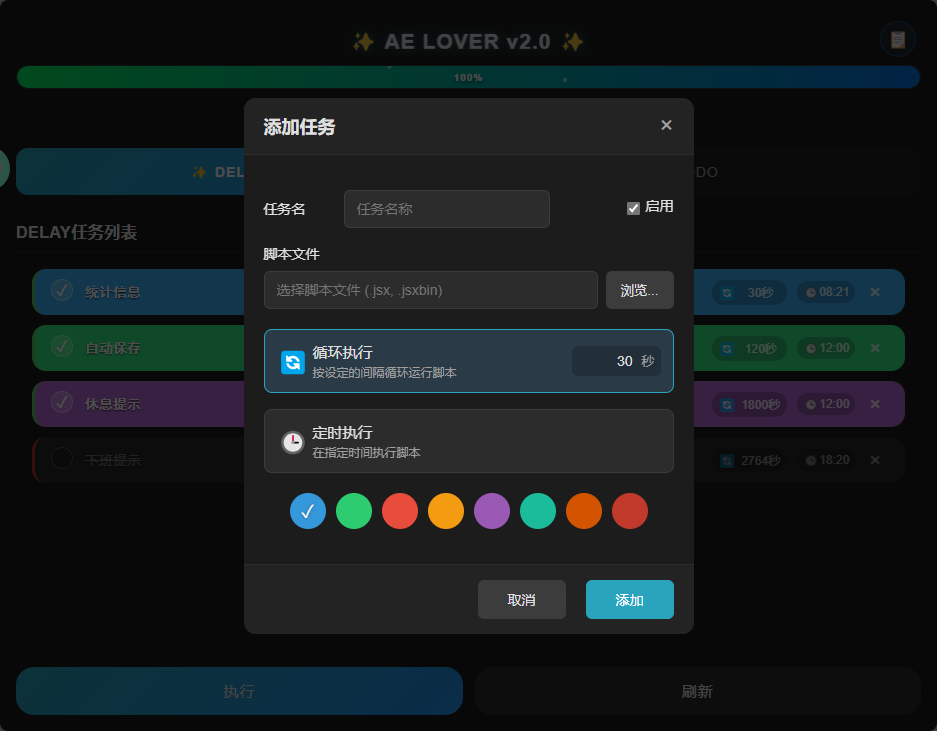 ✨ AE LOVER v2.0 ✨
100%
添加任务
×
✨ DEL
DO
任务名
任务名称
启用
DELAY任务列表
脚本文件
选择脚本文件 (.jsx, .jsxbin)
浏览...
统计信息
30秒
08:21
×
循环执行
按设定的间隔循环运行脚本
30 秒
自动保存
120秒
12:00
×
休息提示
1800秒
12:00
×
定时执行
在指定时间执行脚本
下班提示
2764秒
18:20
×
取消
添加
执行
刷新